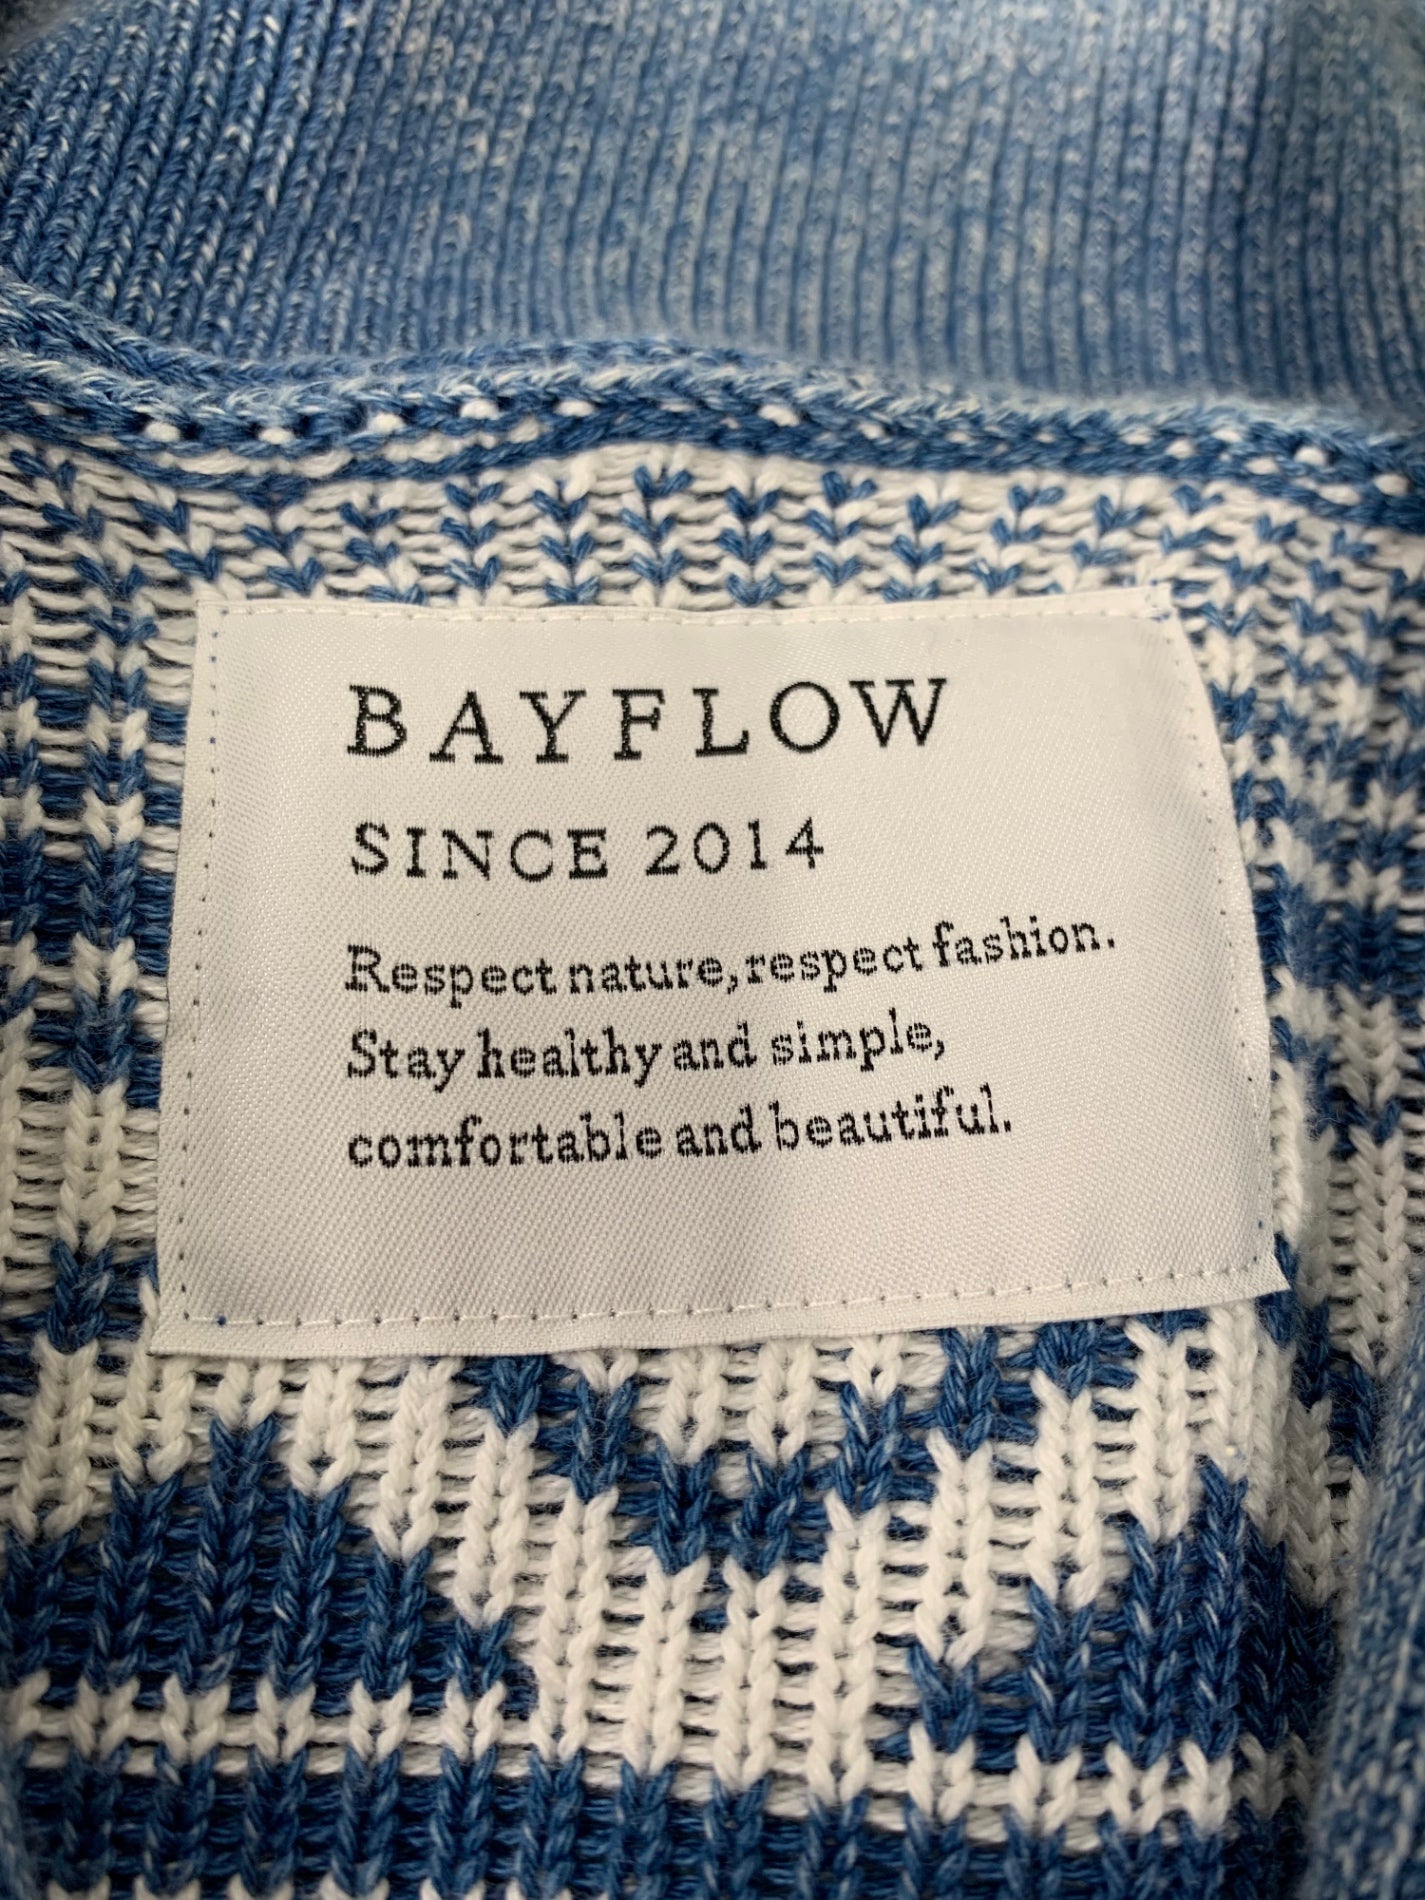 BAYFLOW
SINCE 2014
Respect nature, respect fashion.
Stay healthy and simple,
comfortable and beautiful.